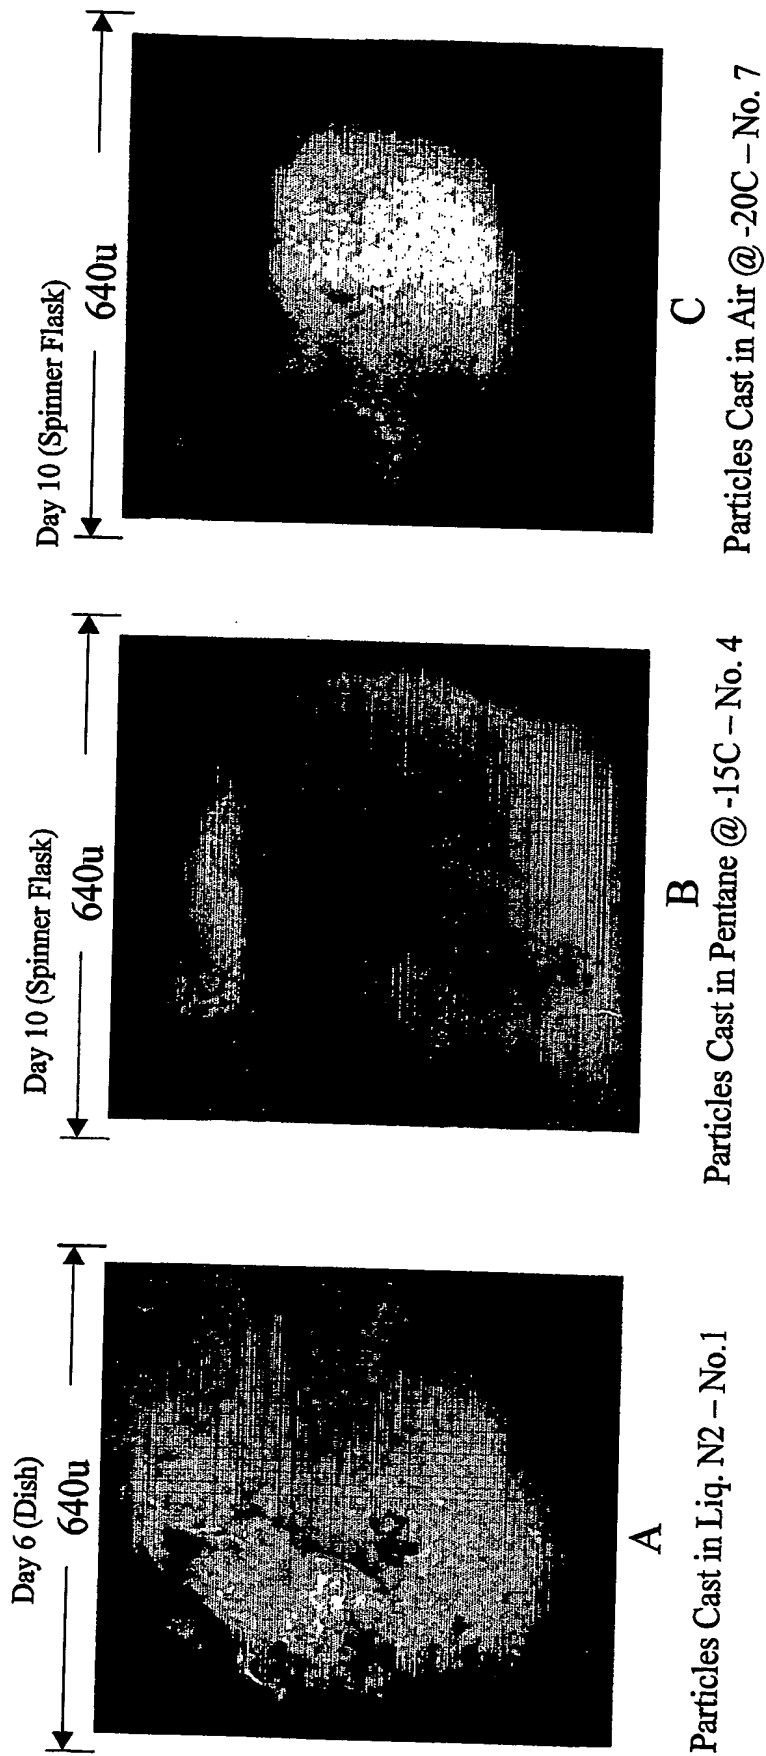 Day 6 (Dish)
640u
A
Particles Cast in Liq. N2 – No.1
Day 10 (Spinner Flask)
640u
B
Particles Cast in Pentane @ -15C – No. 4
Day 10 (Spinner Flask)
640u
C
Particles Cast in Air @ -20C – No. 7